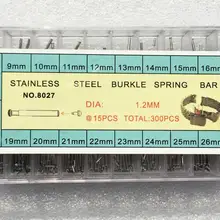 9mm 10mm 11mm 12mm 13mm 14mm 15mm 16mm
STAINLESS STEEL BURKLE SPRING BAR
NO.8027
DIA: 1.2MM
@15PCS TOTAL:300PCS
19mm 20mm 21mm 22mm 23mm 24mm 25mm 26mm